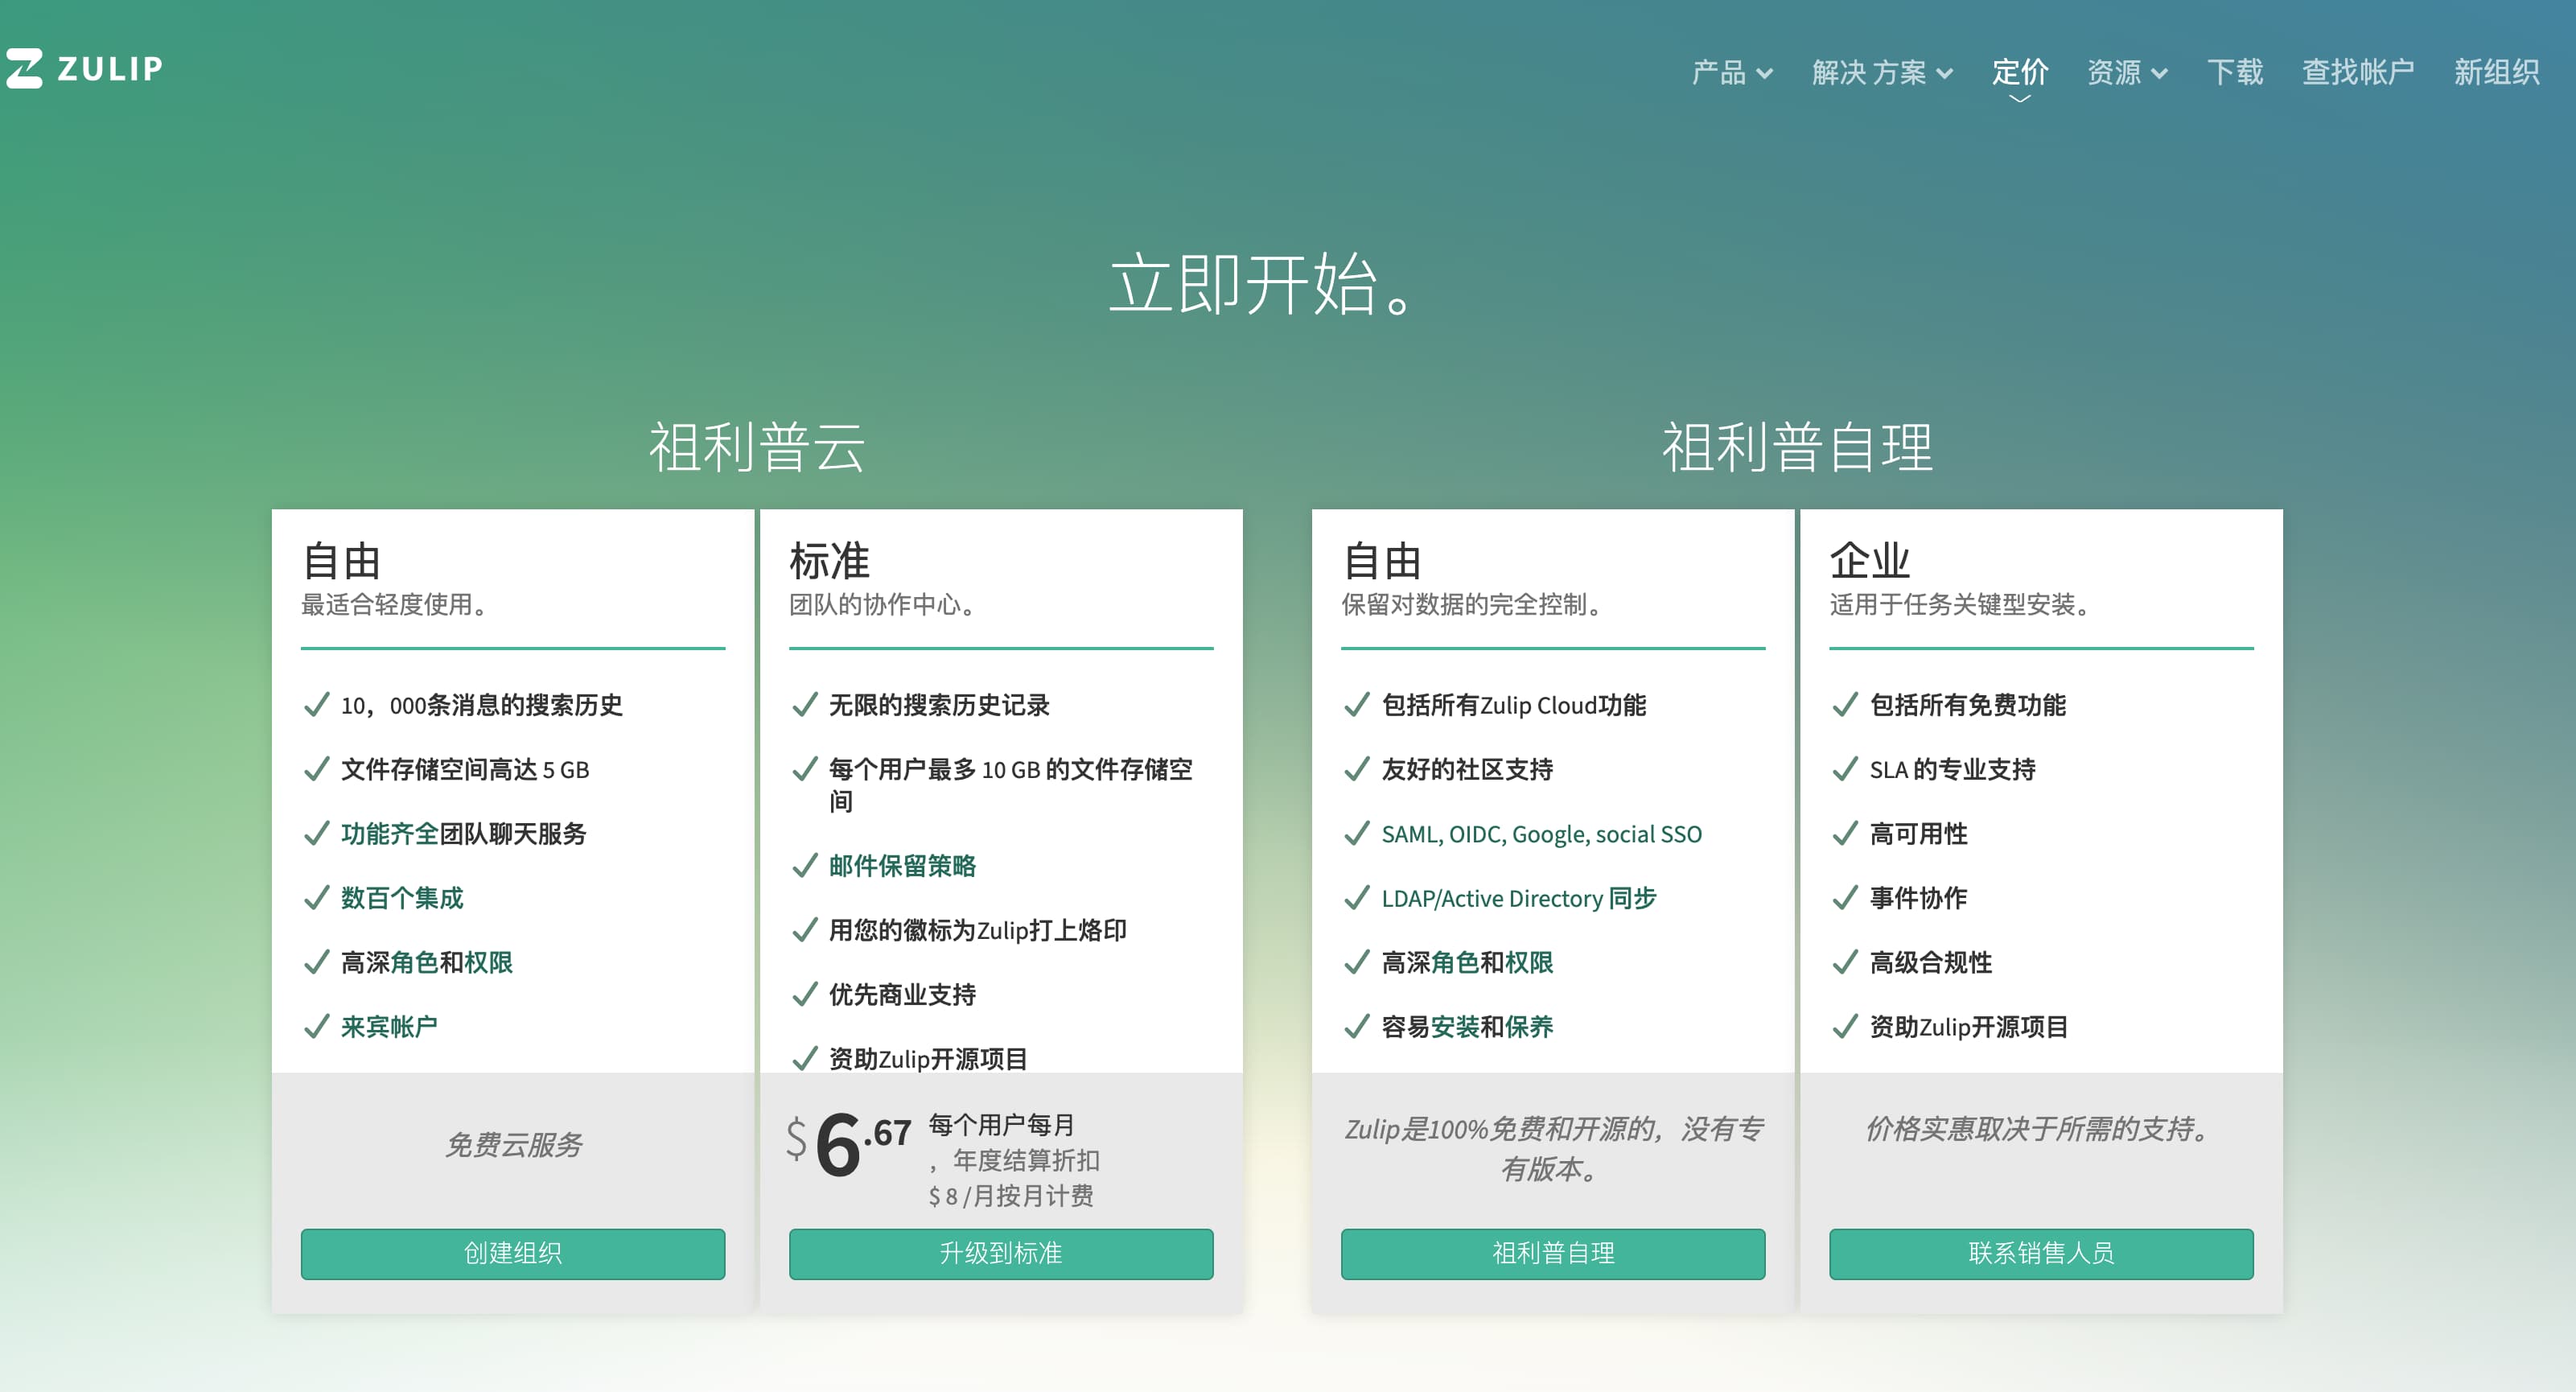 ZULIP
产品
解决 方案
定价
资源
下载
查找帐户
新组织
立即开始。
祖利普云
自由
最适合轻度使用。
10，000条消息的搜索历史
文件存储空间高达 5 GB
功能齐全团队聊天服务
数百个集成
高深角色和权限
来宾帐户
免费云服务
创建组织
标准
团队的协作中心。
无限的搜索历史记录
每个用户最多 10 GB 的文件存储空
间
邮件保留策略
用您的徽标为Zulip打上烙印
优先商业支持
资助Zulip开源项目
$6.67
每个用户每月
，年度结算折扣
$ 8 /月按月计费
升级到标准
祖利普自理
自由
保留对数据的完全控制。
包括所有Zulip Cloud功能
友好的社区支持
SAML, OIDC, Google, social SSO
LDAP/Active Directory 同步
高深角色和权限
容易安装和保养
Zulip是100%免费和开源的，没有专
有版本。
祖利普自理
企业
适用于任务关键型安装。
包括所有免费功能
SLA 的专业支持
高可用性
事件协作
高级合规性
资助Zulip开源项目
价格实惠取决于所需的支持。
联系销售人员